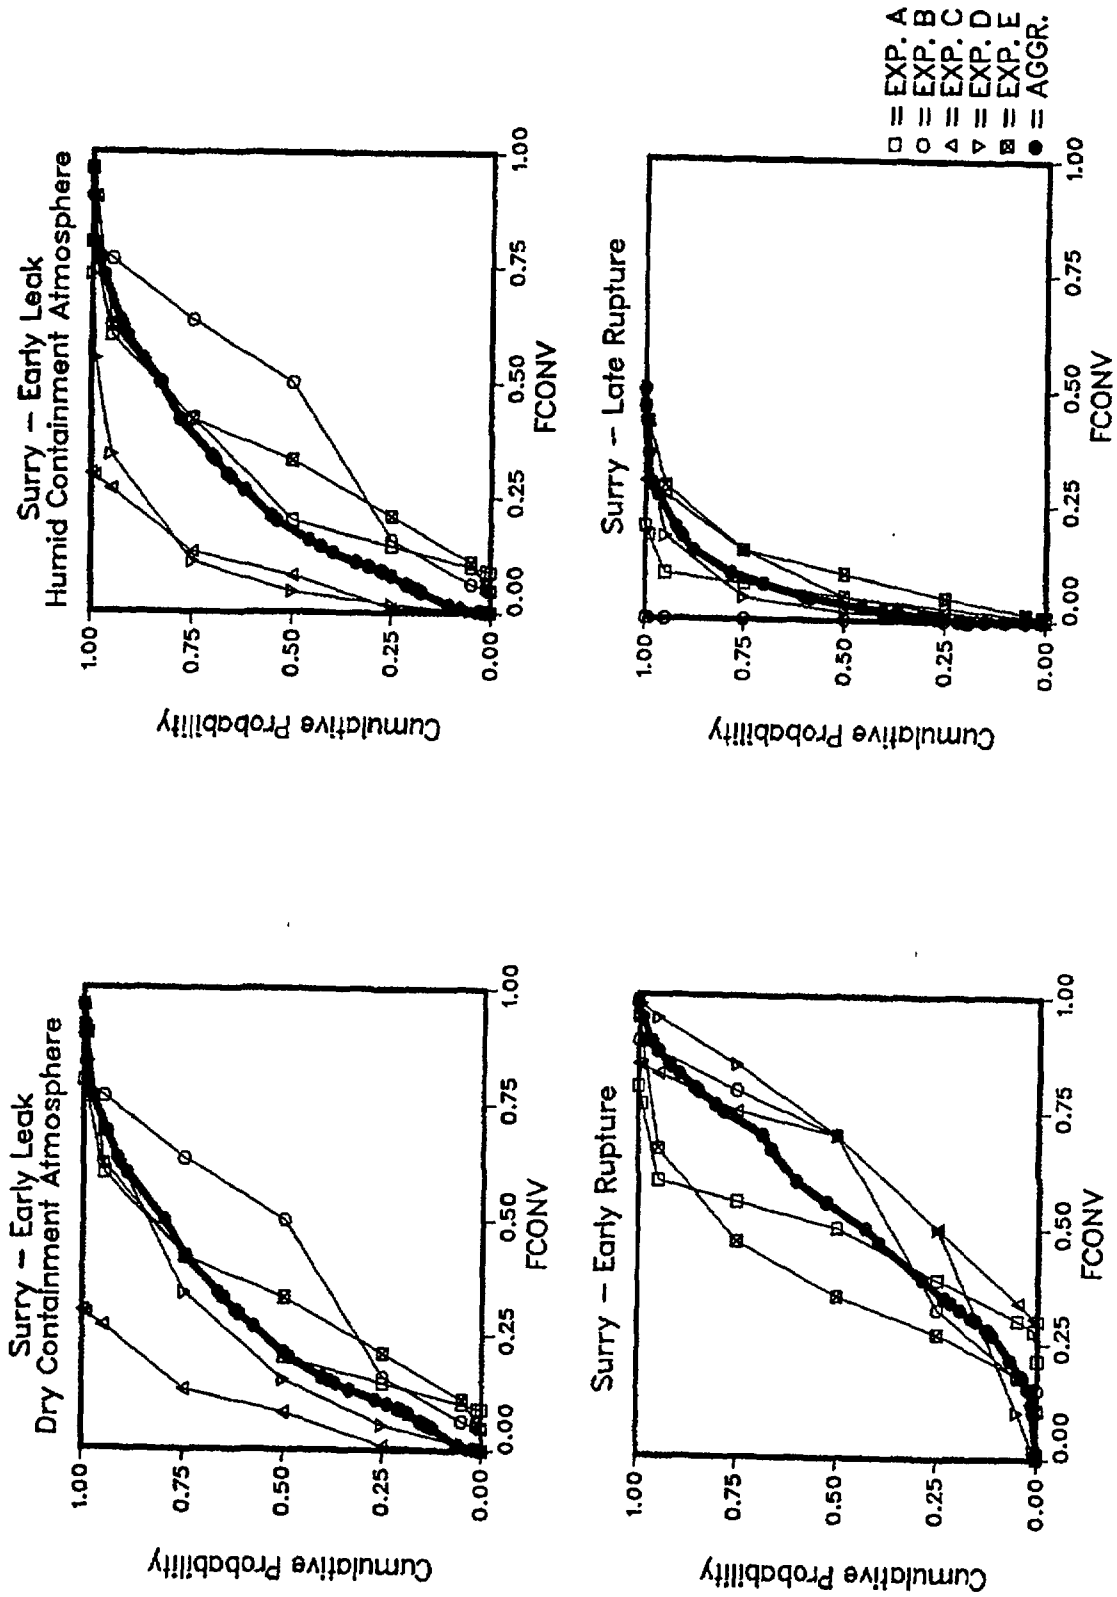 Surry — Early Leak
Dry Containment Atmosphere
Cumulative Probability
1.00
0.75
0.50
0.25
0.00
0.00
0.25
0.50
0.75
1.00
FCONV
Surry — Early Leak
Humid Containment Atmosphere
Cumulative Probability
1.00
0.75
0.50
0.25
0.00
0.00
0.25
0.50
0.75
1.00
FCONV
Surry — Early Rupture
Cumulative Probability
1.00
0.75
0.50
0.25
0.00
0.00
0.25
0.50
0.75
1.00
FCONV
Surry — Late Rupture
Cumulative Probability
1.00
0.75
0.50
0.25
0.00
0.00
0.25
0.50
0.75
1.00
FCONV
□ = EXP. A
○ = EXP. B
△ = EXP. C
▽ = EXP. D
⊠ = EXP. E
● = AGGR.